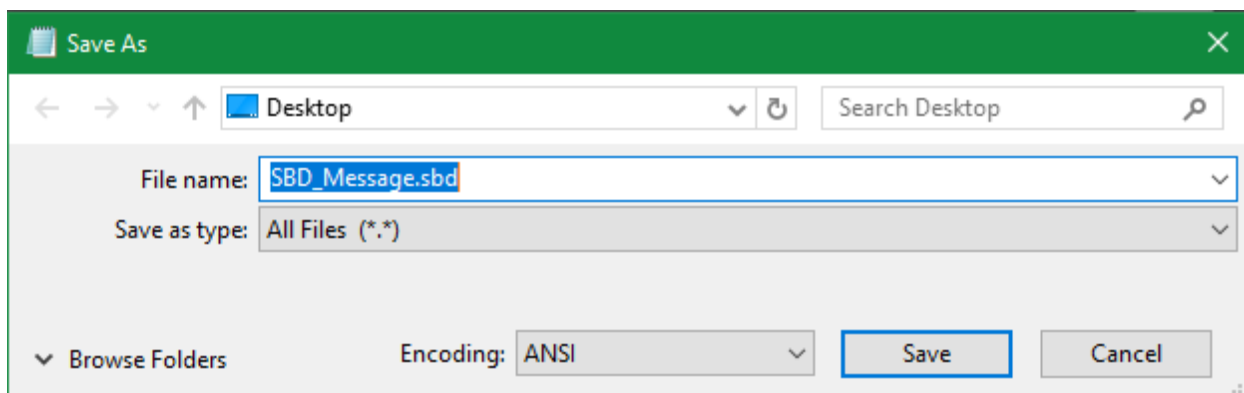 Save As
Desktop
Search Desktop
File name: SBD_Message.sbd
Save as type: All Files (*.*)
Browse Folders
Encoding: ANSI
Save
Cancel